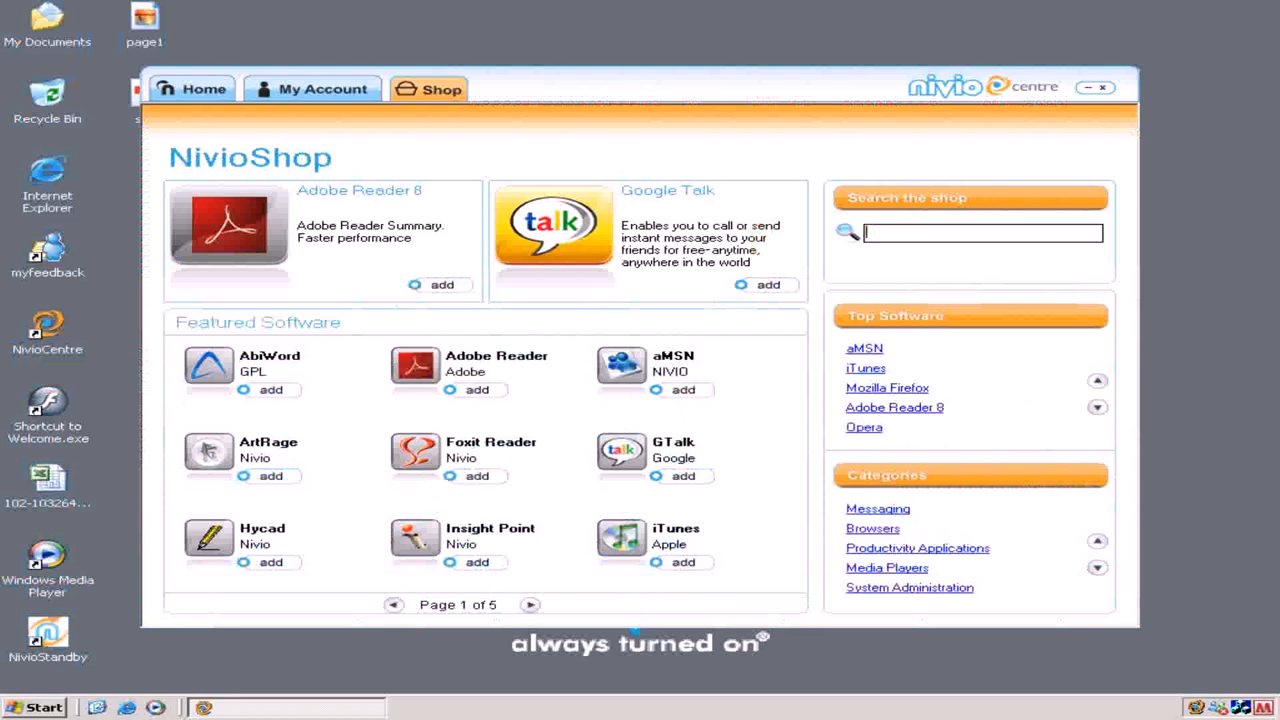 My Documents
page1
Recycle Bin
Internet
Explorer
myfeedback
NivioCentre
Shortcut to
Welcome.exe
102-103264...
Windows Media
Player
NivioStandby
Home
My Account
Shop
nivio centre
NivioShop
Adobe Reader 8
Adobe Reader Summary.
Faster performance
add
Google Talk
talk
Enables you to call or send
instant messages to your
friends for free-anytime,
anywhere in the world
add
Search the shop
Featured Software
AbiWord
GPL
add
Adobe Reader
Adobe
add
aMSN
NIVIO
add
ArtRage
Nivio
add
Foxit Reader
Nivio
add
talk
GTalk
Google
add
Hycad
Nivio
add
Insight Point
Nivio
add
iTunes
Apple
add
Page 1 of 5
Top Software
aMSN
iTunes
Mozilla Firefox
Adobe Reader 8
Opera
Categories
Messaging
Browsers
Productivity Applications
Media Players
System Administration
always turned on®
Start